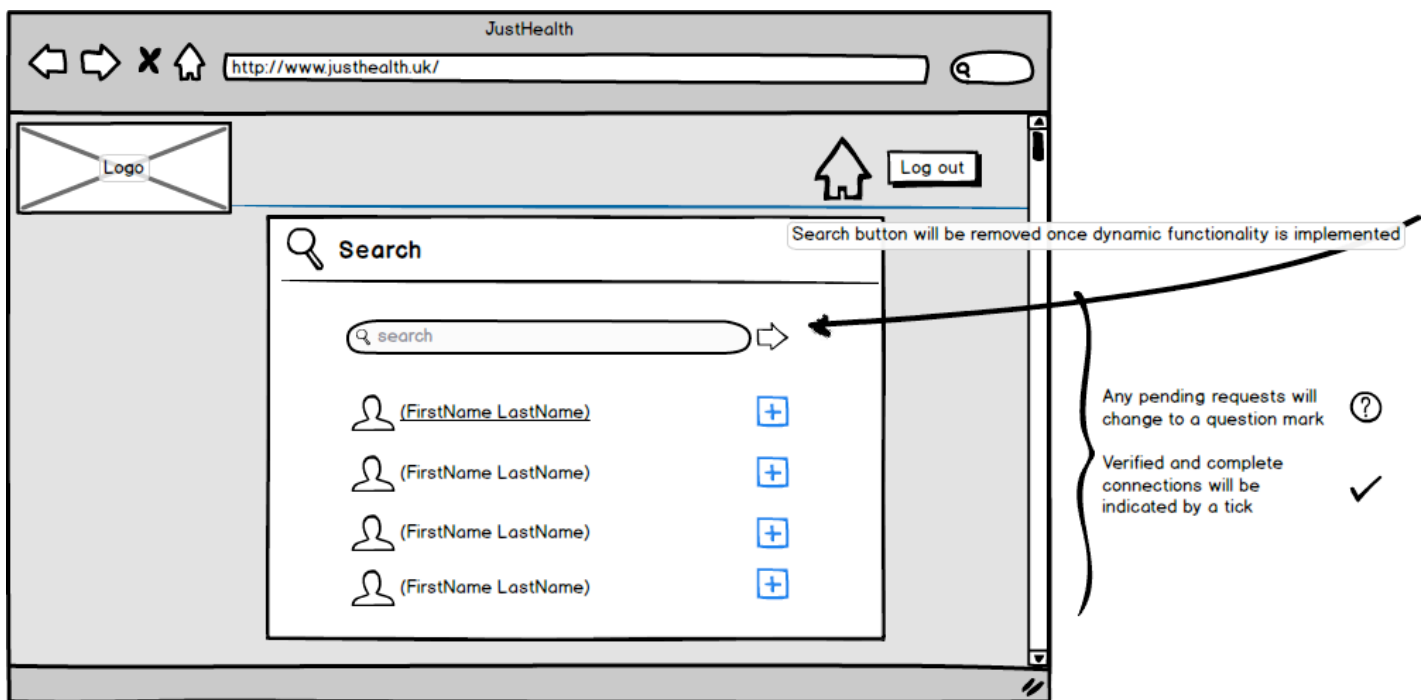 JustHealth
http://www.justhealth.uk/
Logo
Log out
Search
Search button will be removed once dynamic functionality is implemented
search
(FirstName LastName)
(FirstName LastName)
(FirstName LastName)
(FirstName LastName)
Any pending requests will
change to a question mark
?
Verified and complete
connections will be
indicated by a tick